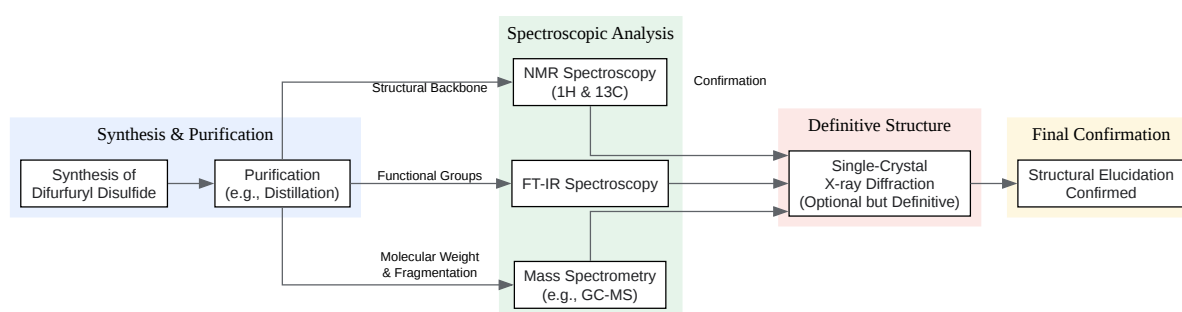 Spectroscopic Analysis
NMR Spectroscopy
(1H & 13C)
Confirmation
Structural Backbone
Synthesis & Purification
Definitive Structure
Final Confirmation
Synthesis of
Difurfuryl Disulfide
Purification
(e.g., Distillation)
Functional Groups
FT-IR Spectroscopy
Single-Crystal
X-ray Diffraction
(Optional but Definitive)
Structural Elucidation
Confirmed
Molecular Weight
& Fragmentation
Mass Spectrometry
(e.g., GC-MS)